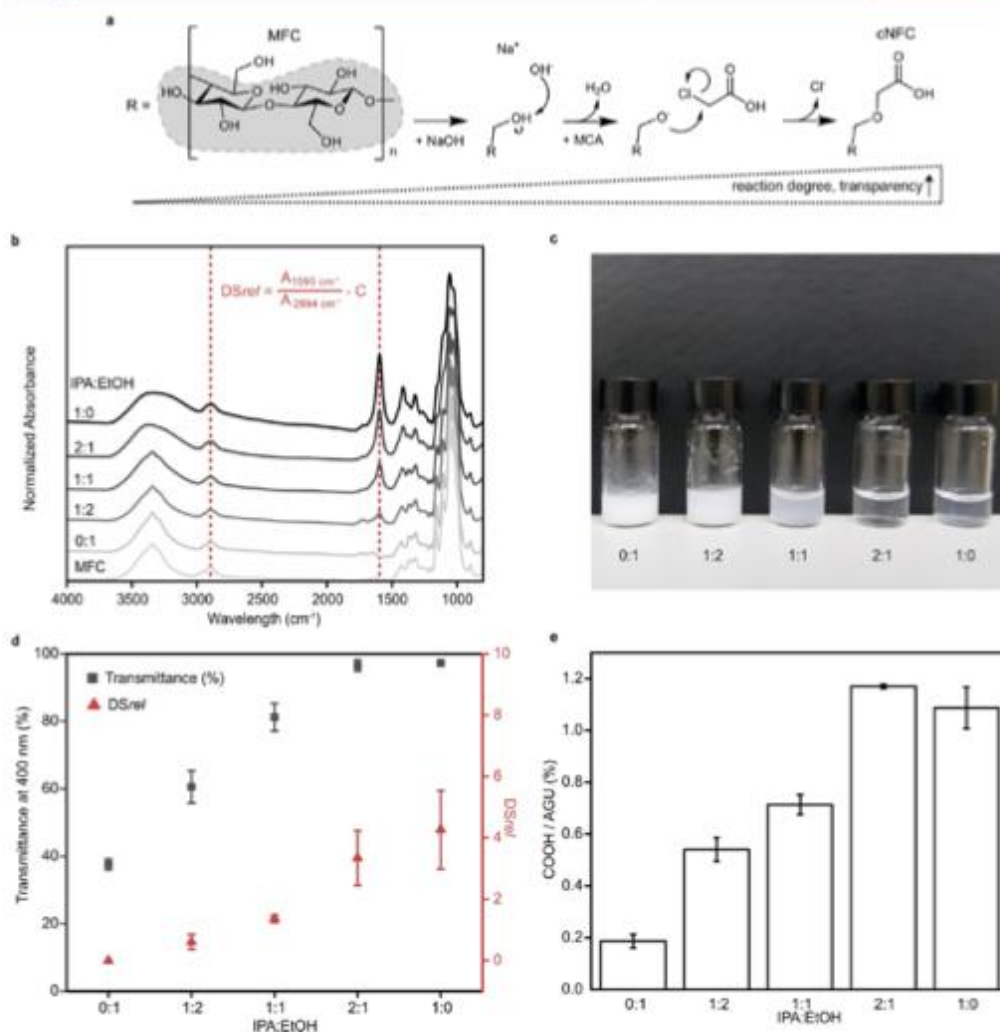 a
MFC
cNFC
R =
HO
OH
OH
OH
HO
O
O
O
OH
n
+ NaOH
Na⁺
OH⁻
OH
R
H₂O
+ MCA
O
R
Cl
O
OH
Cl⁻
O
OH
O
R
reaction degree, transparency
b
DSrel = A1593 cm⁻¹ / A2894 cm⁻¹ - C
Normalized Absorbance
IPA:EtOH
1:0
2:1
1:1
1:2
0:1
MFC
4000 3500 3000 2500 2000 1500 1000
Wavelength (cm⁻¹)
c
0:1 1:2 1:1 2:1 1:0
d
Transmittance (%)
DSrel
Transmittance at 400 nm (%)
100
80
60
40
20
0
10
8
6
4
2
0
DSrel
0:1 1:2 1:1 2:1 1:0
IPA:EtOH
e
COOH / AGU (%)
1.2
1.0
0.8
0.6
0.4
0.2
0.0
0:1 1:2 1:1 2:1 1:0
IPA:EtOH